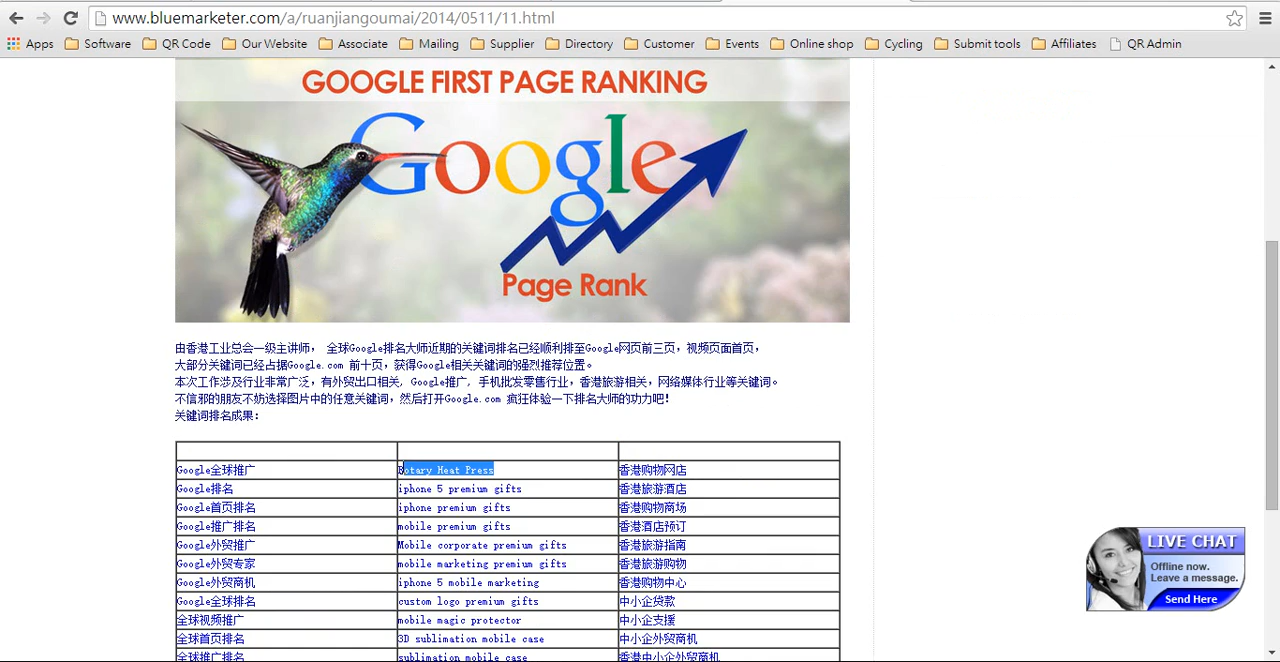 www.bluemarketer.com/a/ruanjiangoumai/2014/0511/11.html
Apps Software QR Code Our Website Associate Mailing Supplier Directory Customer Events Online shop Cycling Submit tools Affiliates QR Admin
GOOGLE FIRST PAGE RANKING
Google
Page Rank
由香港工业总会一级主讲师， 全球Google排名大师近期的关键词排名已经顺利排至Google网页前三页，视频页面首页，
大部分关键词已经占据Google.com 前十页，获得Google相关关键词的强烈推荐位置。
本次工作涉及行业非常广泛，有外贸出口相关，Google推广, 手机批发零售行业，香港旅游相关，网络媒体行业等关键词。
不信邪的朋友不妨选择图片中的任意关键词，然后打开Google.com 疯狂体验一下排名大师的功力吧！
关键词排名成果：
Google全球推广 Rotary Heat Press 香港购物网店
Google排名 iphone 5 premium gifts 香港旅游酒店
Google首页排名 iphone premium gifts 香港购物商场
Google推广排名 mobile premium gifts 香港酒店预订
Google外贸推广 Mobile corporate premium gifts 香港旅游指南
Google外贸专家 mobile marketing premium gifts 香港旅游购物
Google外贸商机 iphone 5 mobile marketing 香港购物中心
Google全球排名 custom logo premium gifts 中小企贷款
全球视频推广 mobile magic protector 中小企支援
全球首页排名 3D sublimation mobile case 中小企外贸商机
全球推广排名 sublimation mobile case 香港中小企外贸商机
LIVE CHAT
Offline now.
Leave a message.
Send Here